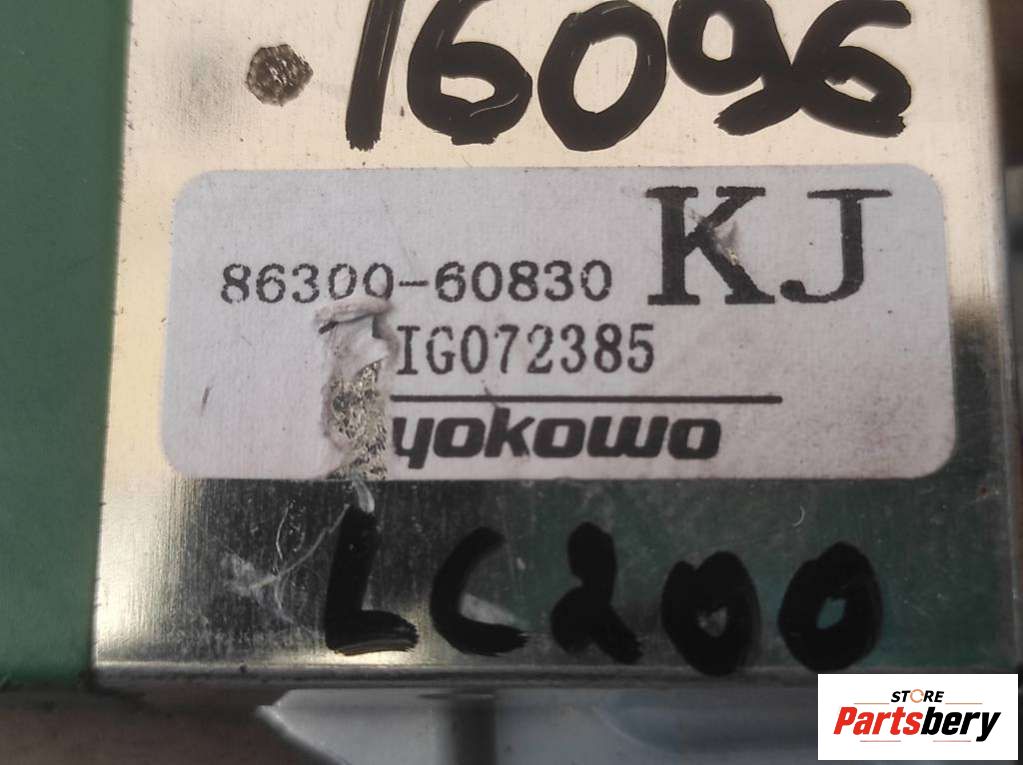 .16096
86300-60830 KJ
IG072385
yokowo
LC200
STORE
Partsbery